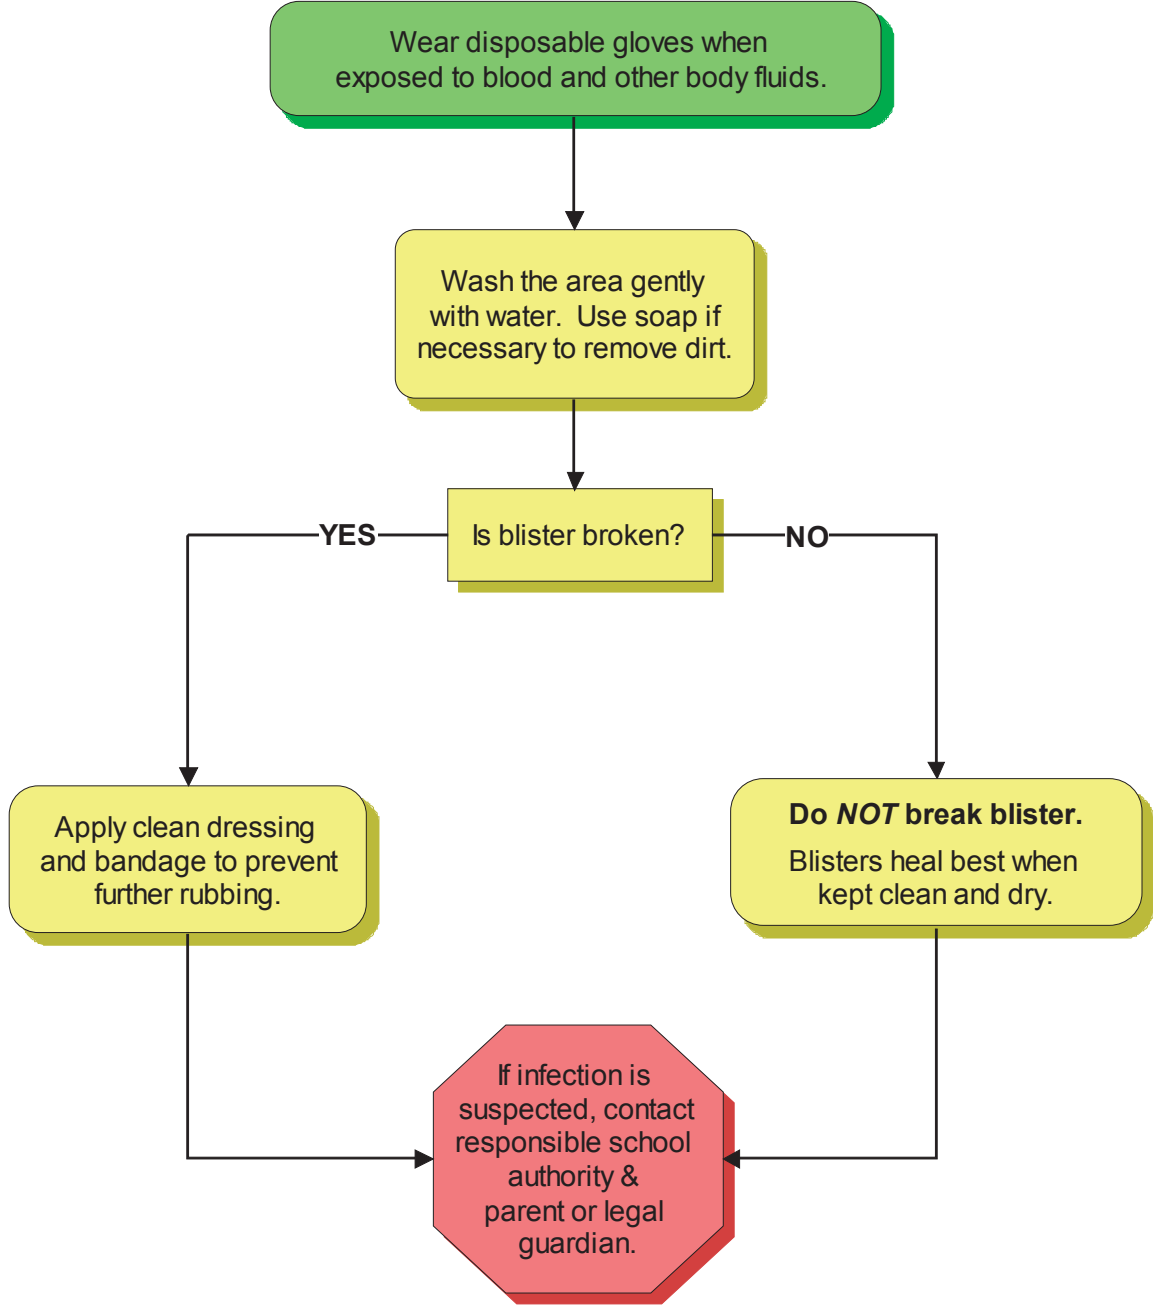 Wear disposable gloves when
exposed to blood and other body fluids.
Wash the area gently
with water. Use soap if
necessary to remove dirt.
Is blister broken?
YES
NO
Apply clean dressing
and bandage to prevent
further rubbing.
Do NOT break blister.
Blisters heal best when
kept clean and dry.
If infection is
suspected, contact
responsible school
authority &
parent or legal
guardian.